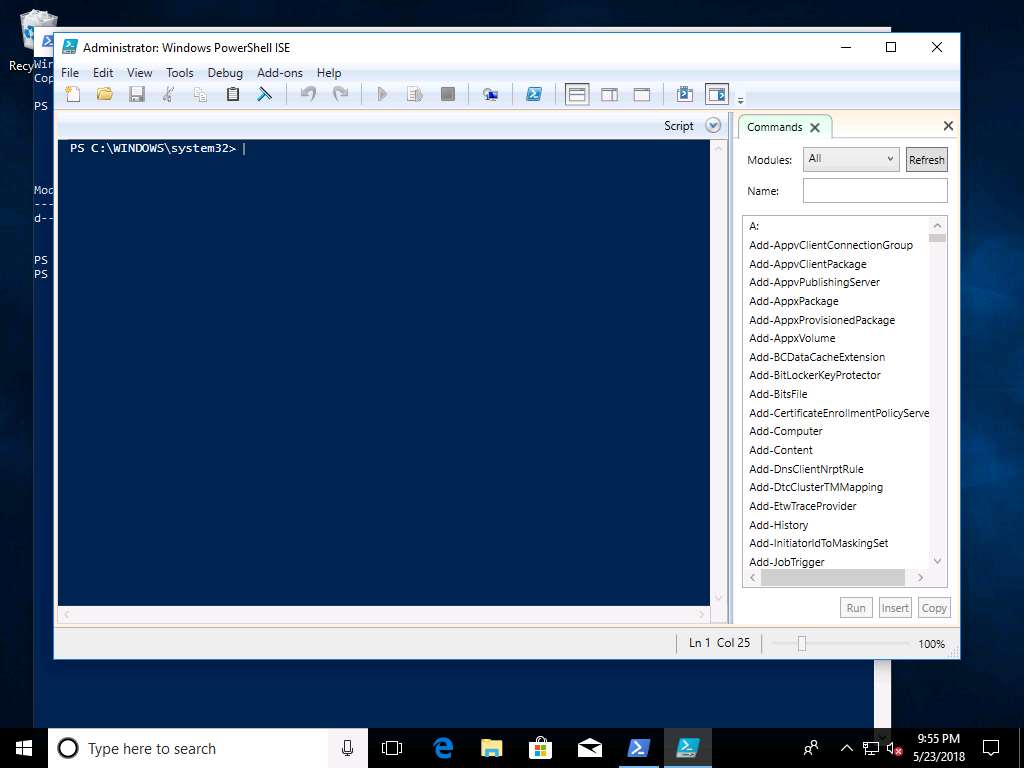 Recy
Win
Cop
PS
Mod
---
d--
PS
PS
Administrator: Windows PowerShell ISE
File Edit View Tools Debug Add-ons Help
Script
PS C:\WINDOWS\system32>
Commands
Modules: All Refresh
Name:
A:
Add-AppvClientConnectionGroup
Add-AppvClientPackage
Add-AppvPublishingServer
Add-AppxPackage
Add-AppxProvisionedPackage
Add-AppxVolume
Add-BCDataCacheExtension
Add-BitLockerKeyProtector
Add-BitsFile
Add-CertificateEnrollmentPolicyServe
Add-Computer
Add-Content
Add-DnsClientNrptRule
Add-DtcClusterTMMapping
Add-EtwTraceProvider
Add-History
Add-InitiatorIdToMaskingSet
Add-JobTrigger
Run Insert Copy
Ln 1 Col 25 100%
Type here to search
9:55 PM
5/23/2018